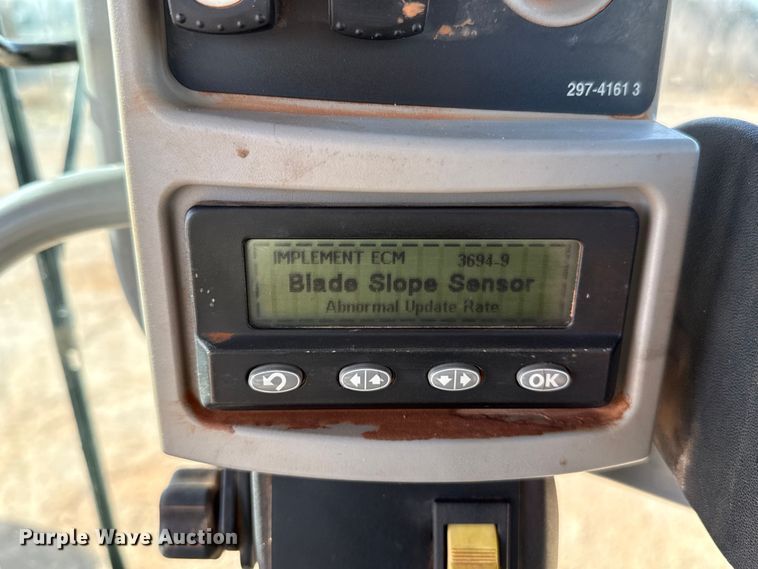 297-4161 3
IMPLEMENT ECM 3694-9
Blade Slope Sensor
Abnormal Update Rate
OK
Purple Wave Auction